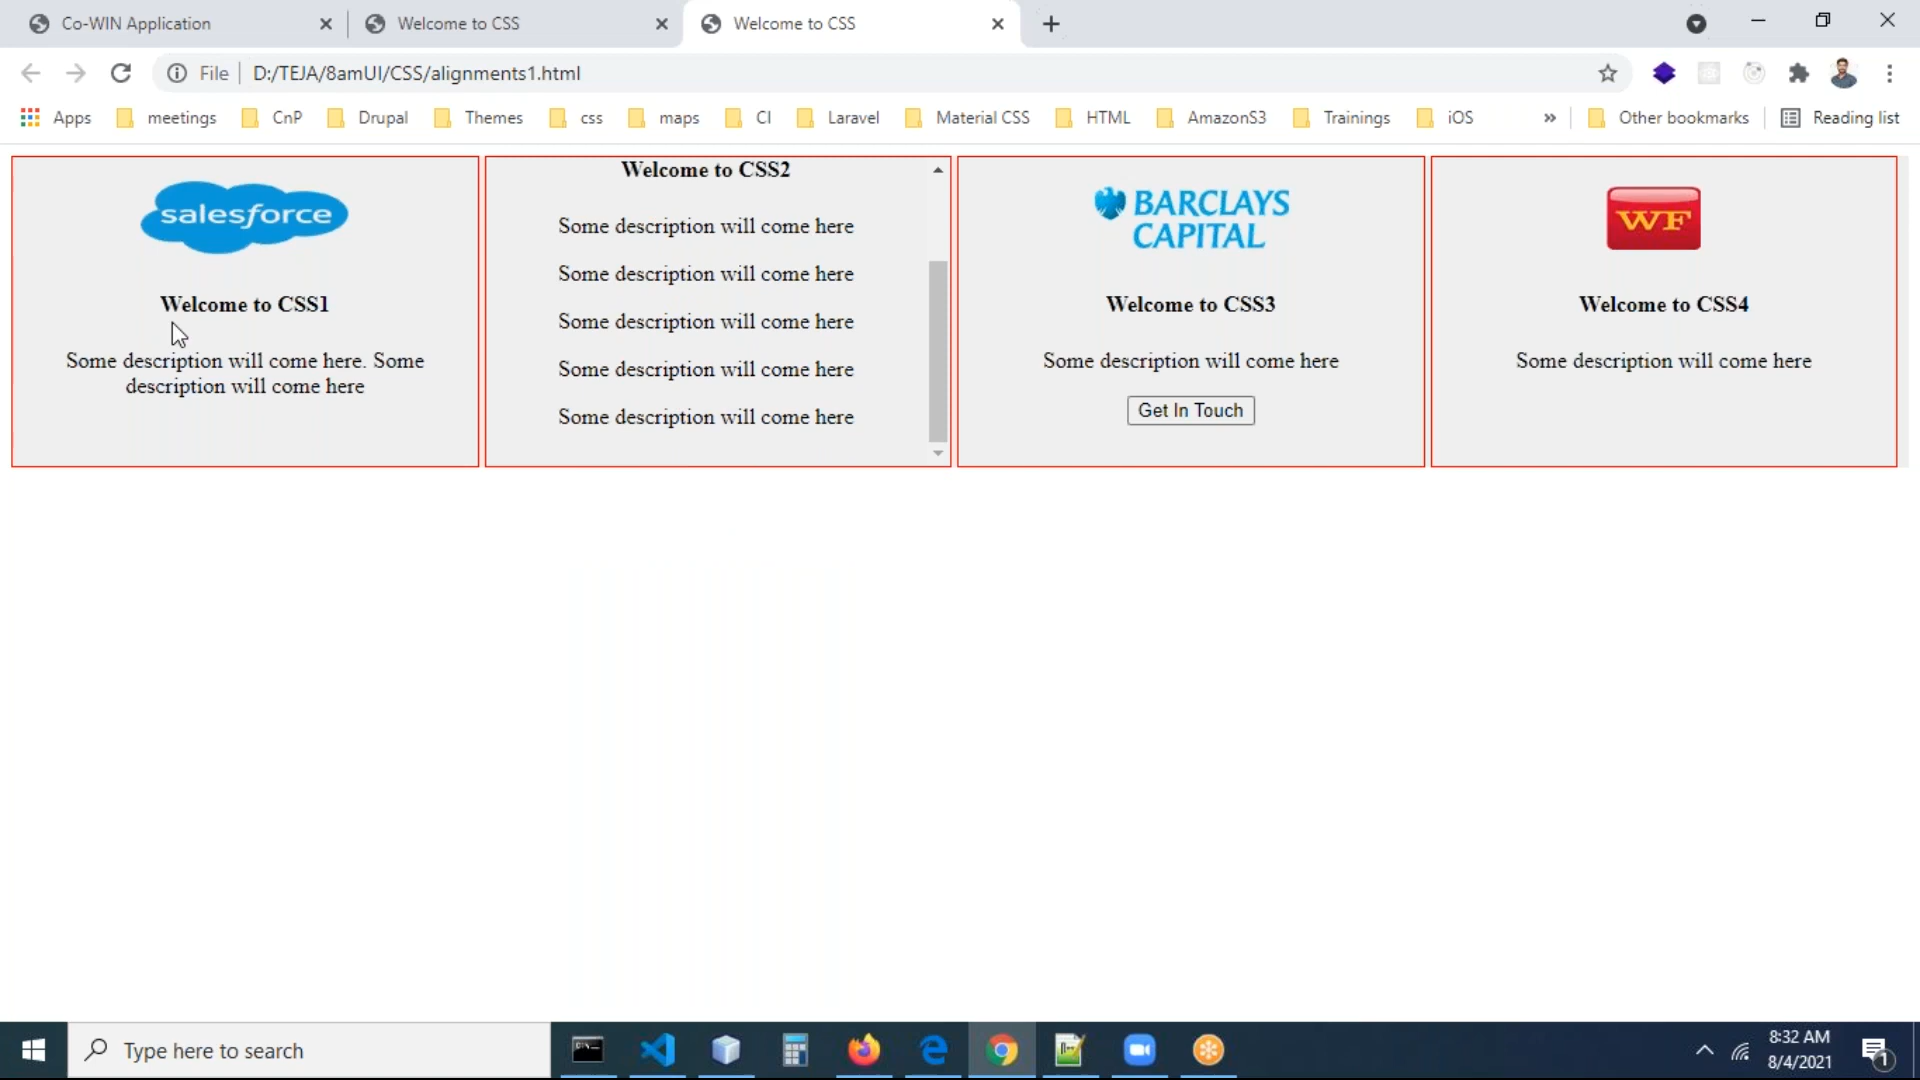 Co-WIN Application
Welcome to CSS
Welcome to CSS
File
D:/TEJA/8amUI/CSS/alignments1.html
Apps
meetings
CnP
Drupal
Themes
css
maps
CI
Laravel
Material CSS
HTML
AmazonS3
Trainings
iOS
»
Other bookmarks
Reading list
salesforce
Welcome to CSS1
Some description will come here. Some
description will come here
Welcome to CSS2
Some description will come here
Some description will come here
Some description will come here
Some description will come here
Some description will come here
BARCLAYS
CAPITAL
Welcome to CSS3
Some description will come here
Get In Touch
WF
Welcome to CSS4
Some description will come here
Type here to search
8:32 AM
8/4/2021
1